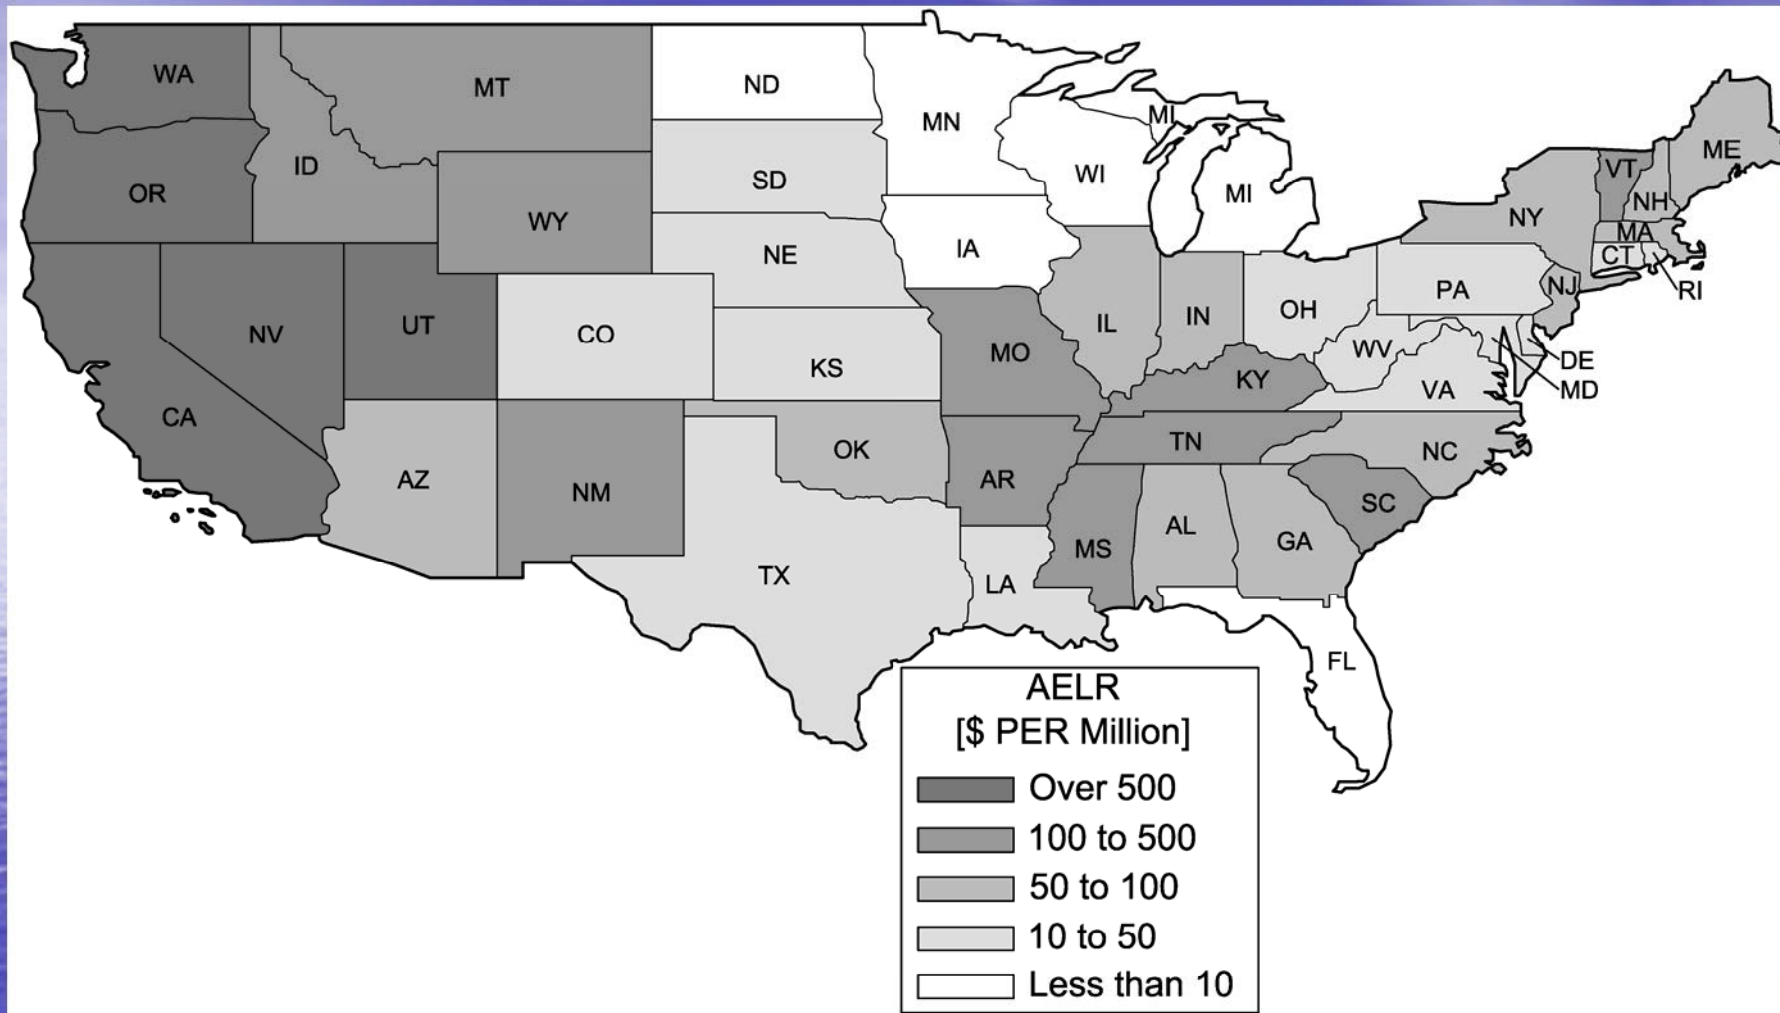 WA
MT
ND
MN
MI
ME
VT
ID
SD
WI
MI
NH
OR
WY
NY
MA
NE
IA
CT
RI
PA
NJ
NV
UT
CO
IL
IN
OH
MO
WV
DE
KS
KY
VA
MD
CA
TN
OK
NC
AZ
AR
NM
SC
AL
MS
GA
TX
LA
FL
AELR
[$ PER Million]
Over 500
100 to 500
50 to 100
10 to 50
Less than 10